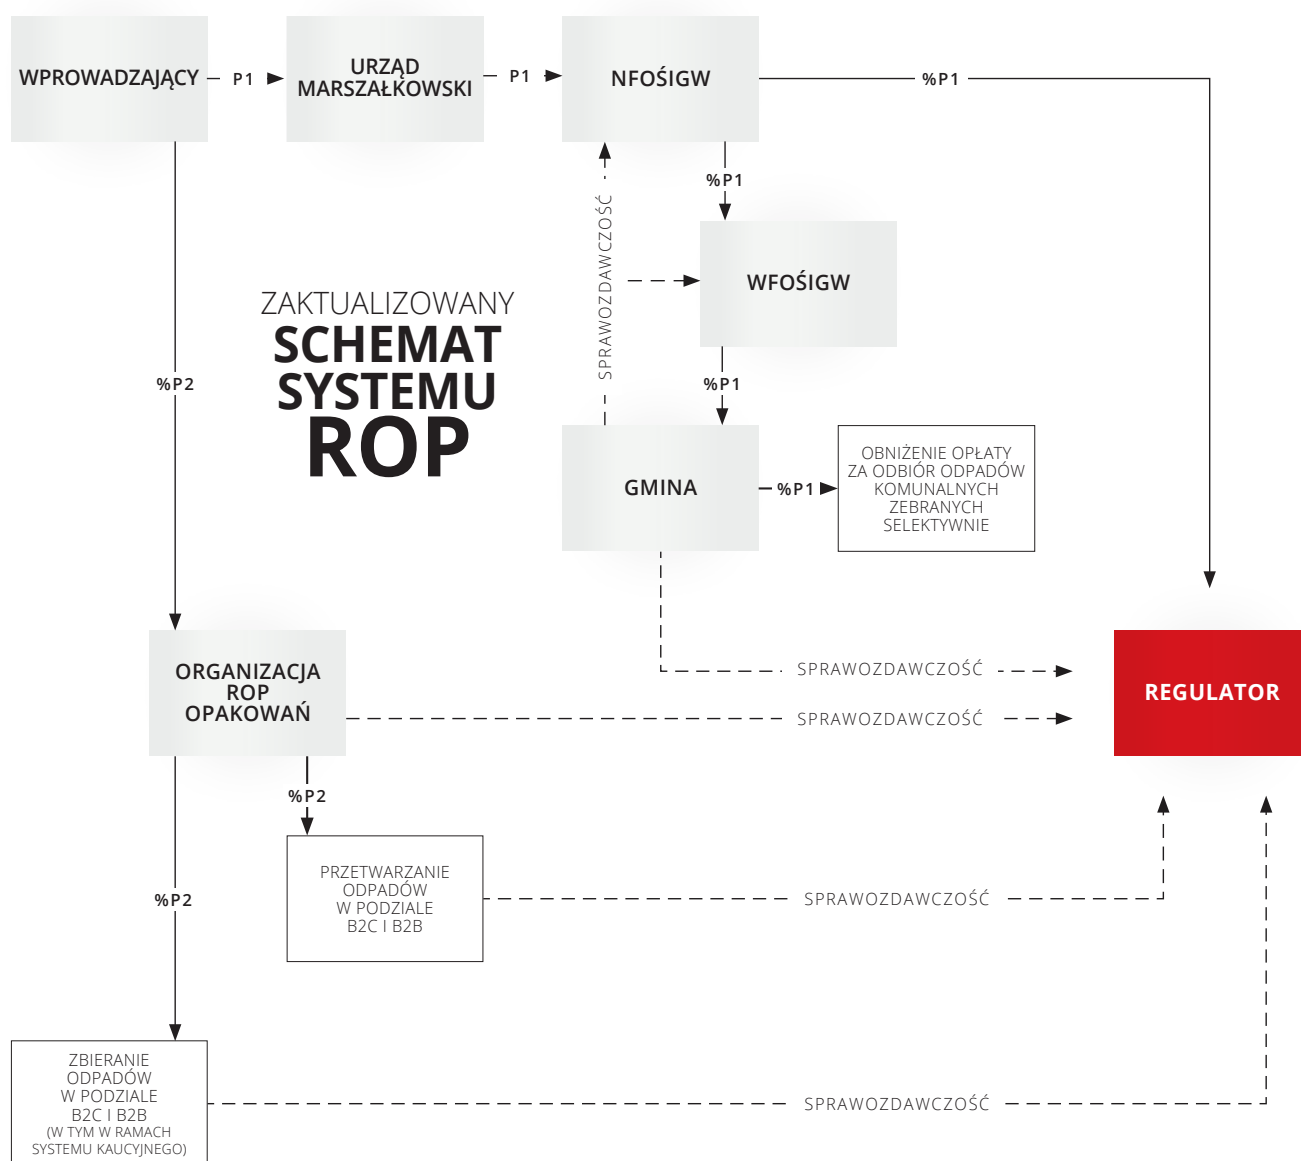 WPROWADZAJĄCY
P1
URZĄD
MARSZAŁKOWSKI
P1
NFOŚIGW
%P1
%P1
SPRAWOZDAWCZOŚĆ
WFOŚIGW
ZAKTUALIZOWANY
SCHEMAT
SYSTEMU
ROP
%P2
%P1
GMINA
%P1
OBNIŻENIE OPŁATY
ZA ODBIÓR ODPADÓW
KOMUNALNYCH
ZEBRANYCH
SELEKTYWNIE
ORGANIZACJA
ROP
OPAKOWAŃ
SPRAWOZDAWCZOŚĆ
SPRAWOZDAWCZOŚĆ
REGULATOR
%P2
PRZETWARZANIE
ODPADÓW
W PODZIALE
B2C I B2B
SPRAWOZDAWCZOŚĆ
%P2
ZBIERANIE
ODPADÓW
W PODZIALE
B2C I B2B
(W TYM W RAMACH
SYSTEMU KAUCYJNEGO)
SPRAWOZDAWCZOŚĆ